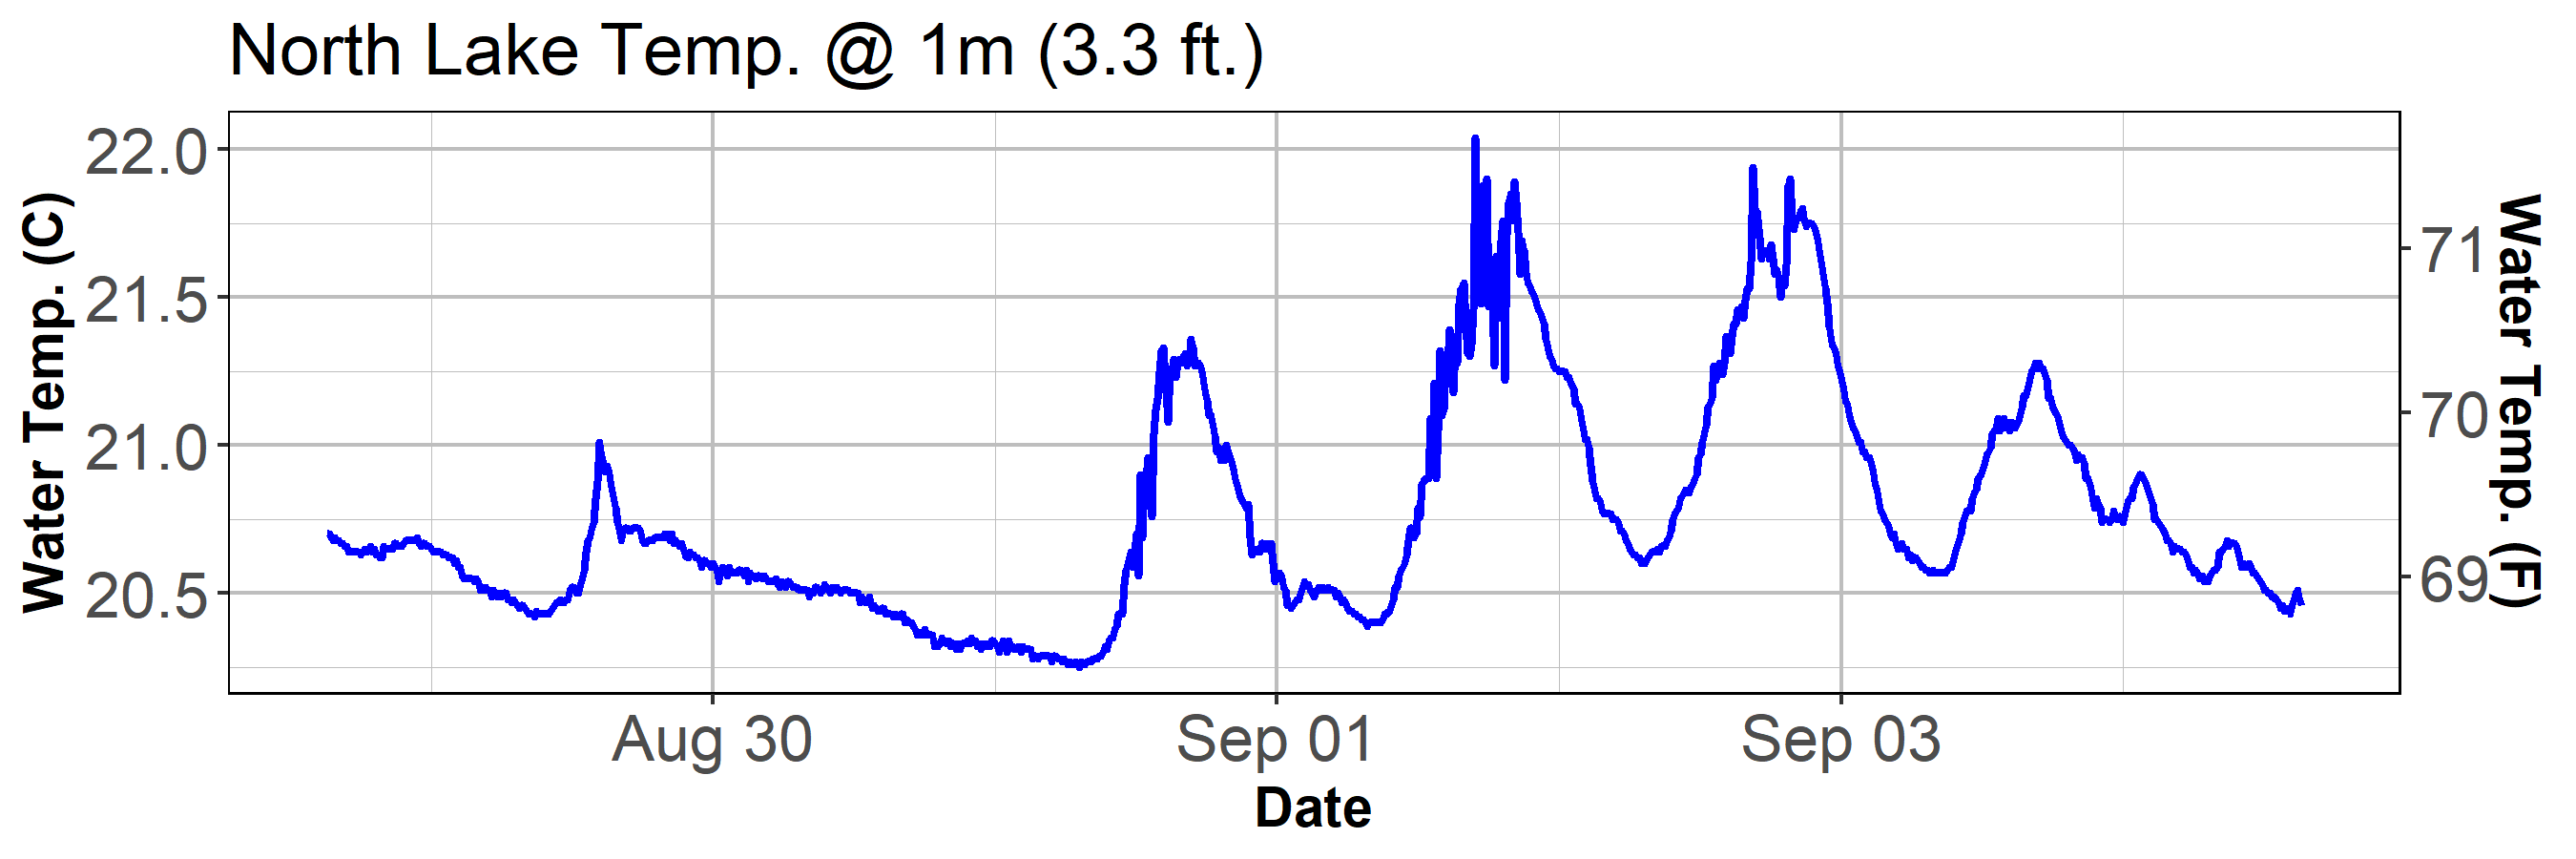 North Lake Temp. @ 1m (3.3 ft.)
Water Temp. (C)
22.0
21.5
21.0
20.5
71
70
69
Water Temp. (F)
Aug 30
Sep 01
Sep 03
Date